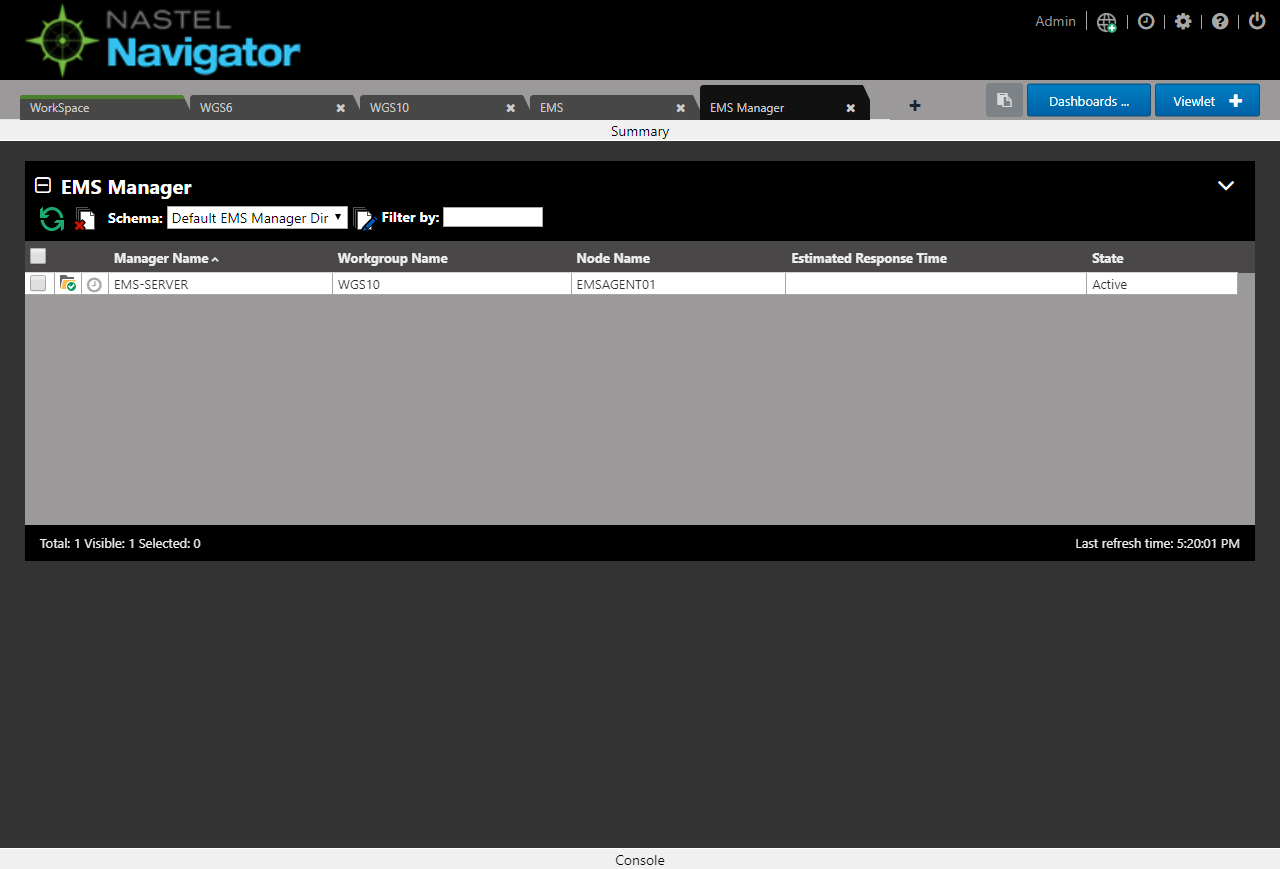 NASTEL
Navigator
Admin
WorkSpace WGS6 WGS10 EMS EMS Manager Dashboards ... Viewlet
Summary
EMS Manager
Schema: Default EMS Manager Dir Filter by:
Manager Name Workgroup Name Node Name Estimated Response Time State
EMS-SERVER WGS10 EMSAGENT01 Active
Total: 1 Visible: 1 Selected: 0 Last refresh time: 5:20:01 PM
Console